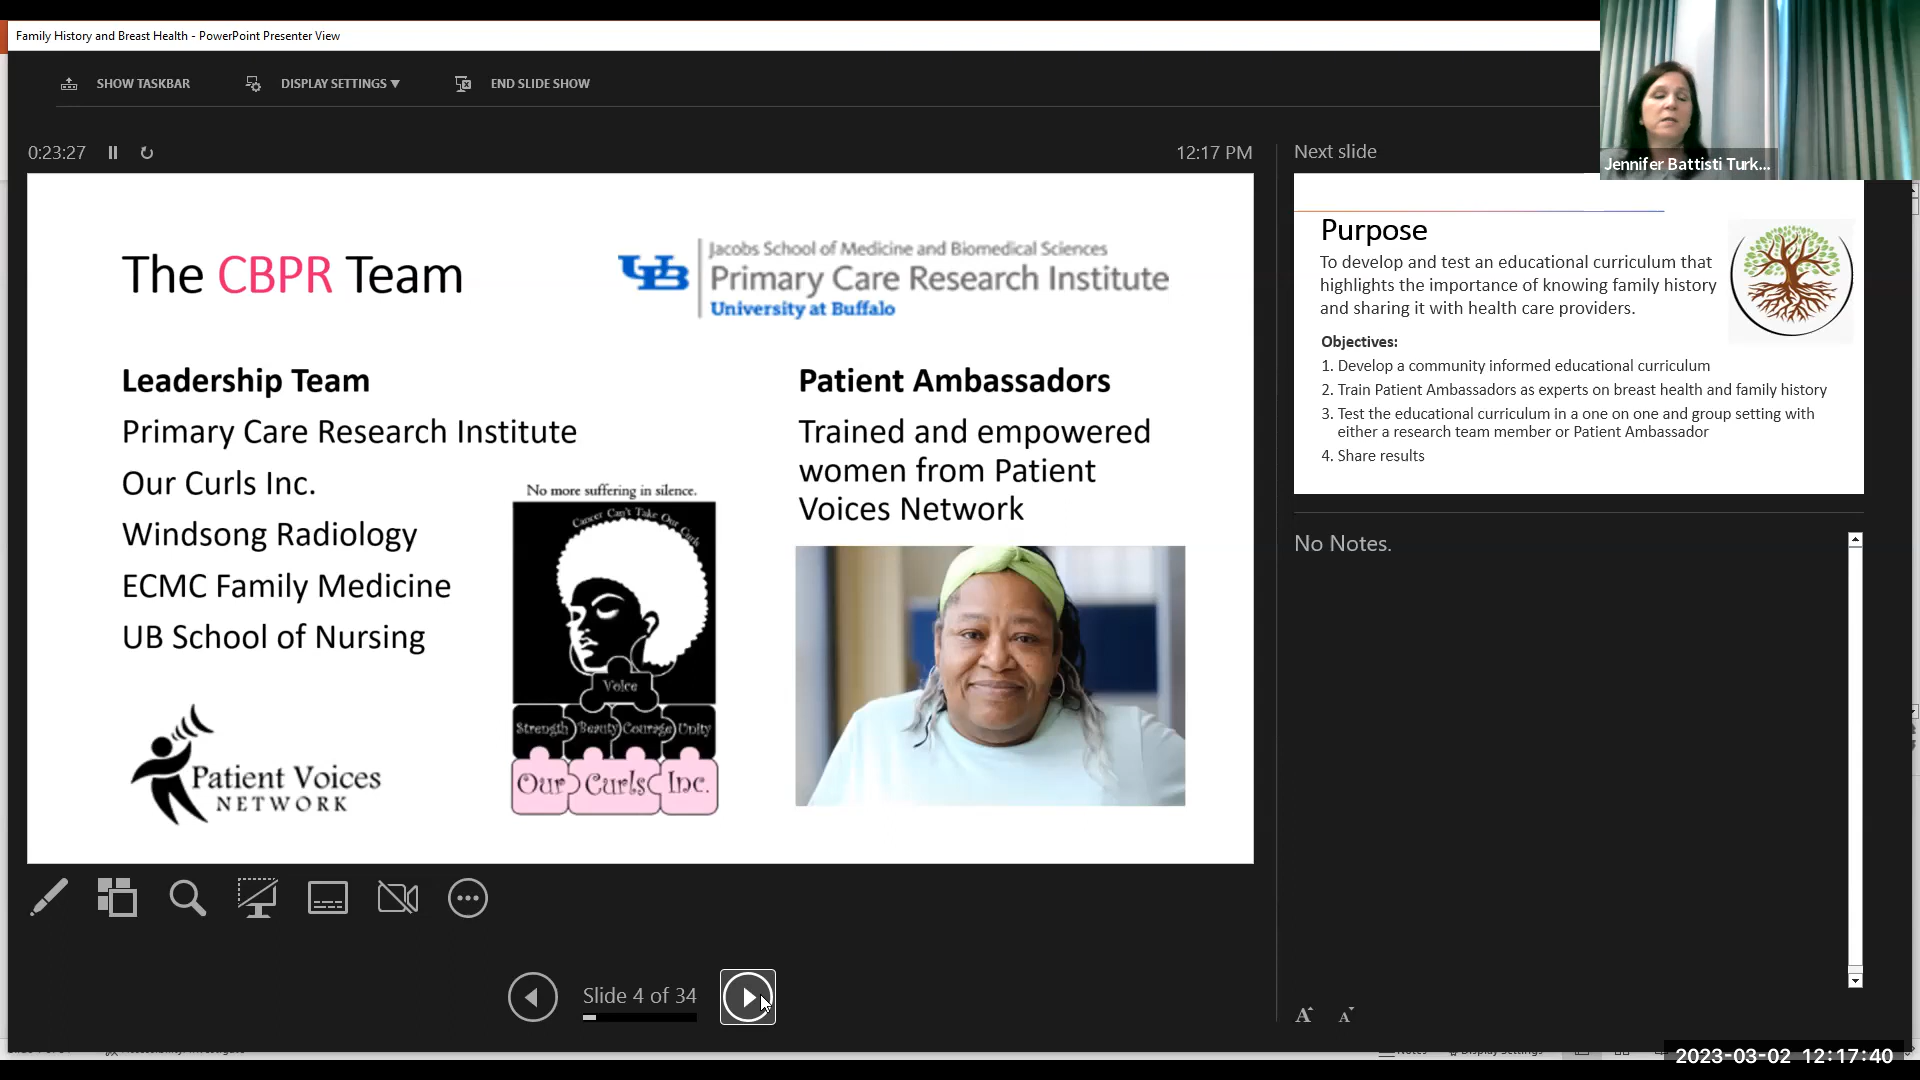 Family History and Breast Health - PowerPoint Presenter View
SHOW TASKBAR
DISPLAY SETTINGS ▼
END SLIDE SHOW
Jennifer Battisti Turk...
0:23:27
12:17 PM
Next slide
The CBPR Team
Jacobs School of Medicine and Biomedical Sciences
UB
Primary Care Research Institute
University at Buffalo
Leadership Team
Primary Care Research Institute
Our Curls Inc.
Windsong Radiology
ECMC Family Medicine
UB School of Nursing
Patient Voices
NETWORK
No more suffering in silence.
Cancer Can't Take Our Curls
Voice
Strength Beauty Courage Unity
Our Curls Inc.
Patient Ambassadors
Trained and empowered
women from Patient
Voices Network
Purpose
To develop and test an educational curriculum that
highlights the importance of knowing family history
and sharing it with health care providers.
Objectives:
1. Develop a community informed educational curriculum
2. Train Patient Ambassadors as experts on breast health and family history
3. Test the educational curriculum in a one on one and group setting with
either a research team member or Patient Ambassador
4. Share results
No Notes.
Slide 4 of 34
A A
2023-03-02 12:17:40